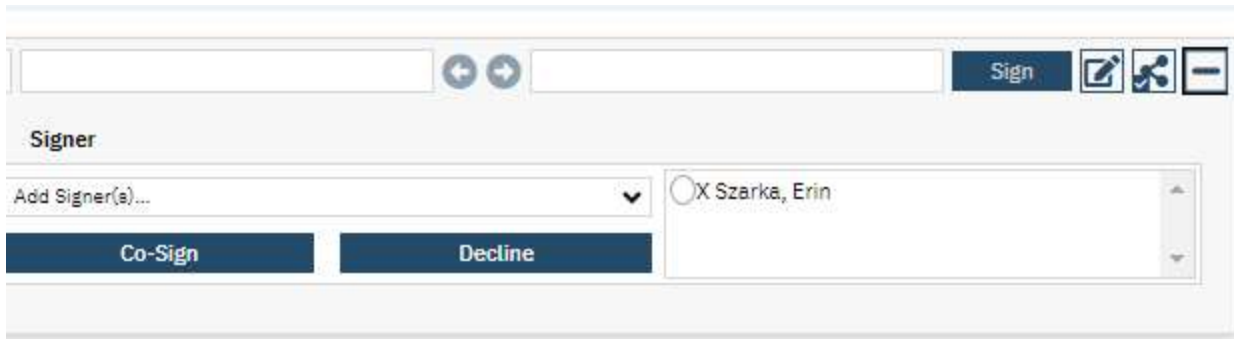 Sign
Signer
Add Signer(s)...
X Szarka, Erin
Co-Sign Decline